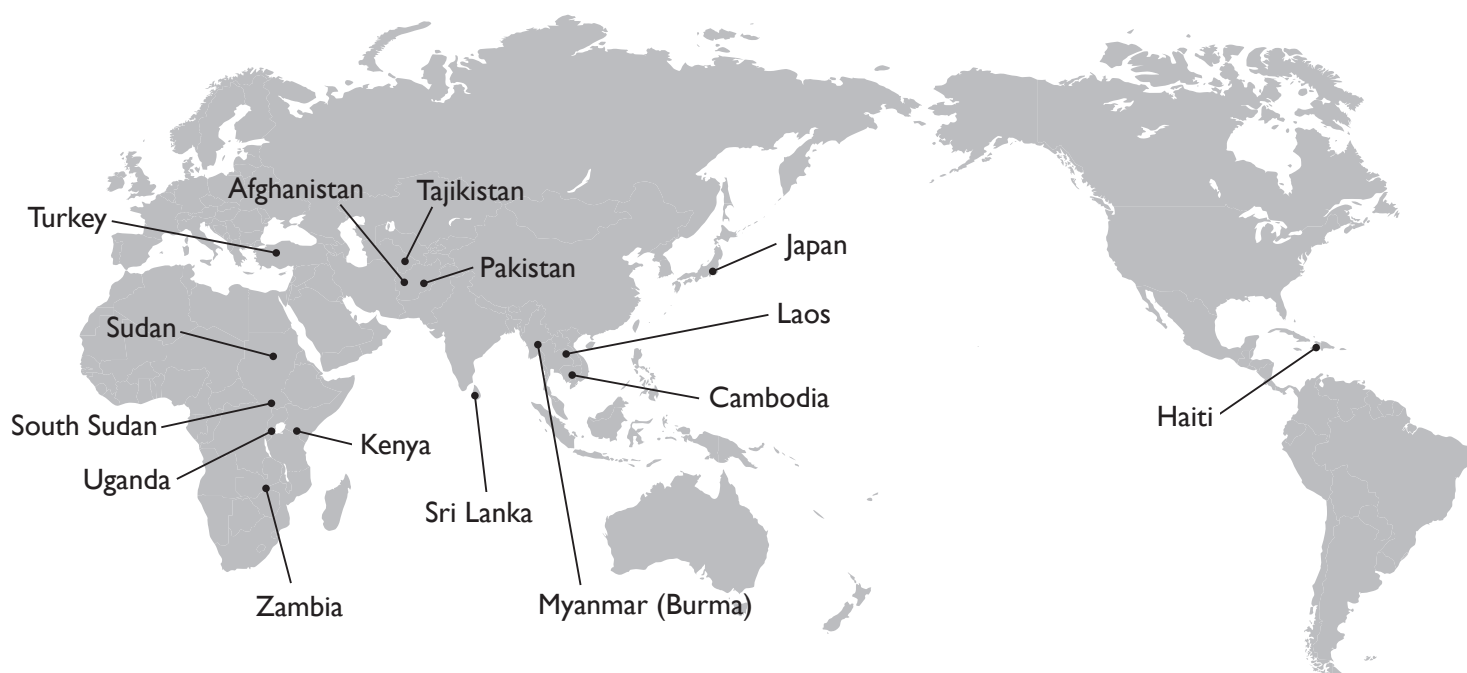 Afghanistan
Tajikistan
Turkey
Japan
Pakistan
Laos
Sudan
Cambodia
Haiti
South Sudan
Kenya
Uganda
Sri Lanka
Zambia
Myanmar (Burma)